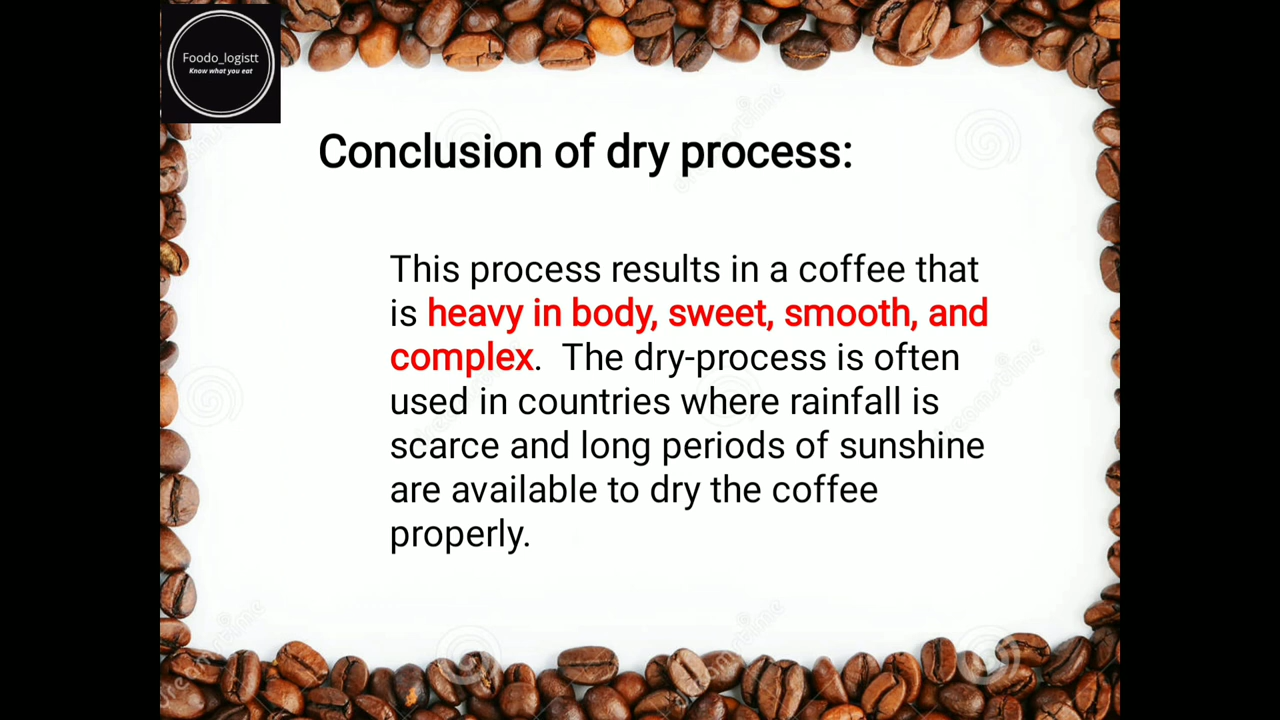 Foodo_logistt
Know what you eat
Conclusion of dry process:
This process results in a coffee that
is heavy in body, sweet, smooth, and
complex.  The dry-process is often
used in countries where rainfall is
scarce and long periods of sunshine
are available to dry the coffee
properly.